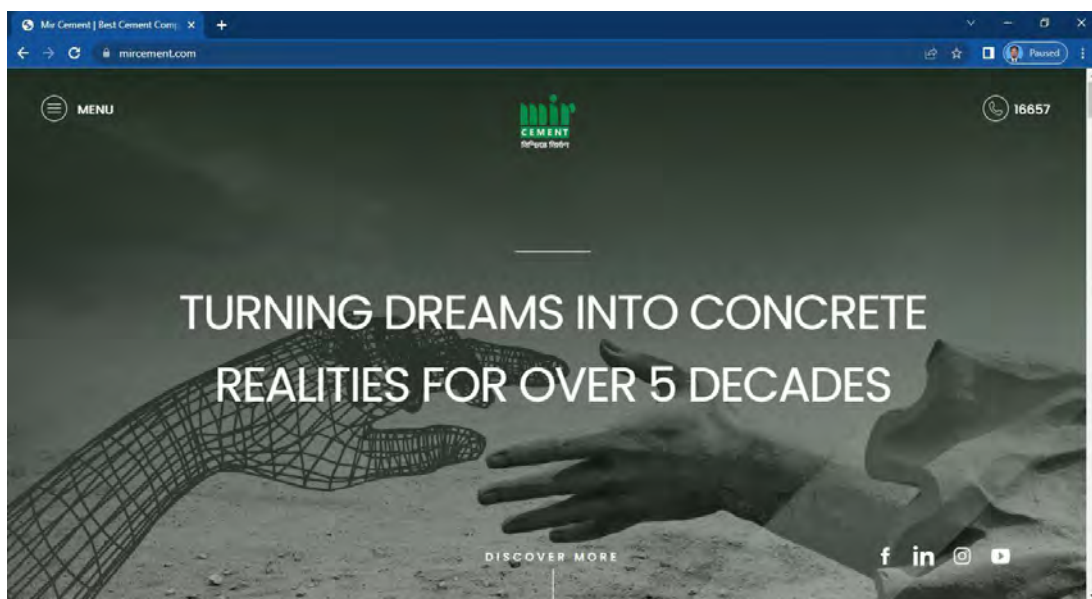 Mir Cement | Best Cement Comp
mircement.com
Paused
MENU
mir
CEMENT
16657
TURNING DREAMS INTO CONCRETE
REALITIES FOR OVER 5 DECADES
DISCOVER MORE
f in